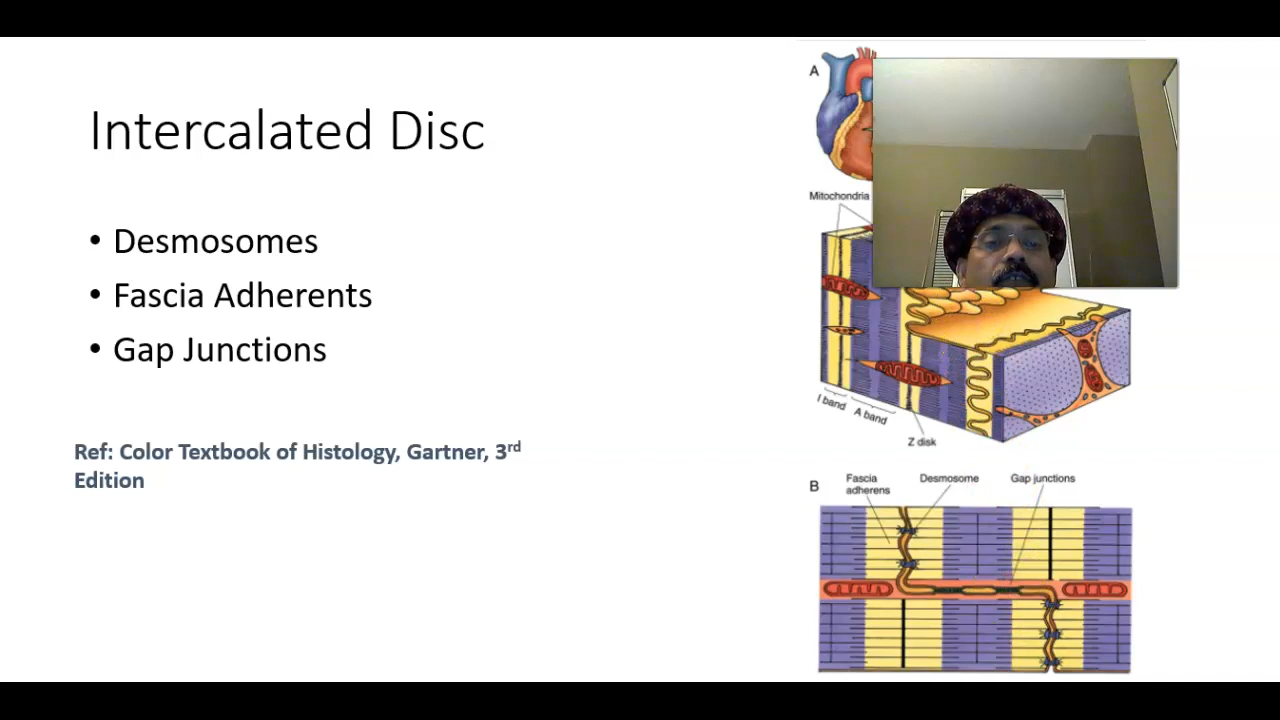 Intercalated Disc
• Desmosomes
• Fascia Adherents
• Gap Junctions
Ref: Color Textbook of Histology, Gartner, 3rd
Edition
A
Mitochondria
I band
A band
Z disk
B
Fascia
adherens
Desmosome
Gap junctions